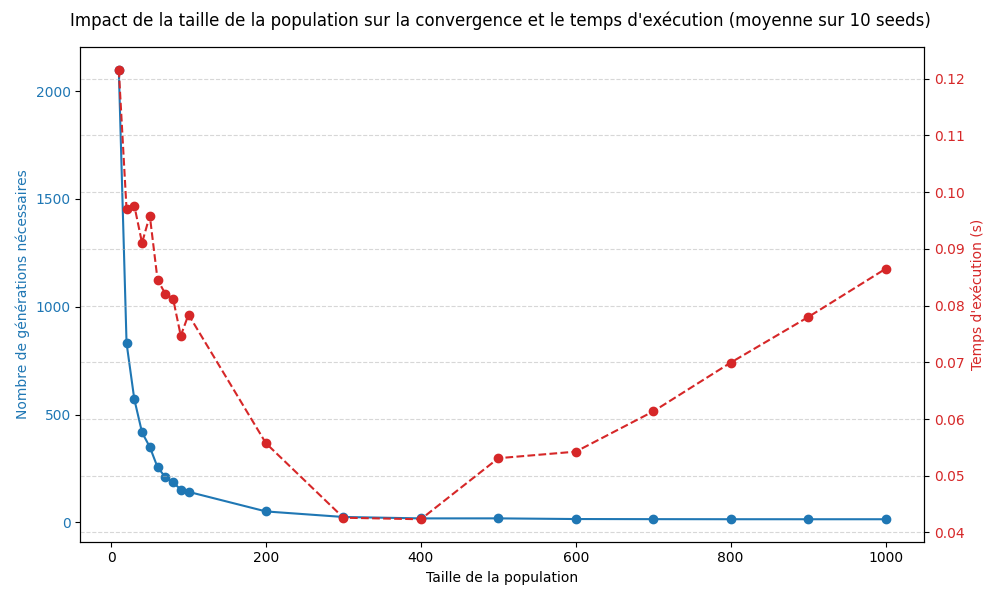 Impact de la taille de la population sur la convergence et le temps d'exécution (moyenne sur 10 seeds)
Nombre de générations nécessaires
2000
1500
1000
500
0
0.12
0.11
0.10
0.09
0.08
0.07
0.06
0.05
0.04
Temps d'exécution (s)
0 200 400 600 800 1000
Taille de la population